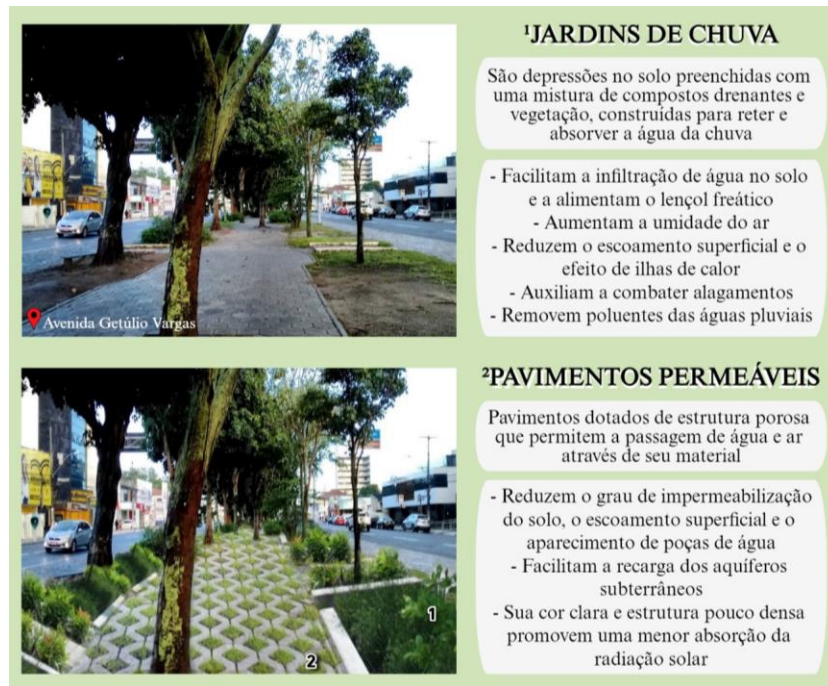 ¹JARDINS DE CHUVA
São depressões no solo preenchidas com
uma mistura de compostos drenantes e
vegetação, construídas para reter e
absorver a água da chuva
- Facilitam a infiltração de água no solo
e a alimentam o lençol freático
- Aumentam a umidade do ar
- Reduzem o escoamento superficial e o
efeito de ilhas de calor
- Auxiliam a combater alagamentos
- Removem poluentes das águas pluviais
Avenida Getúlio Vargas
²PAVIMENTOS PERMEÁVEIS
Pavimentos dotados de estrutura porosa
que permitem a passagem de água e ar
através de seu material
- Reduzem o grau de impermeabilização
do solo, o escoamento superficial e o
aparecimento de poças de água
- Facilitam a recarga dos aquíferos
subterrâneos
- Sua cor clara e estrutura pouco densa
promovem uma menor absorção da
radiação solar
1
2